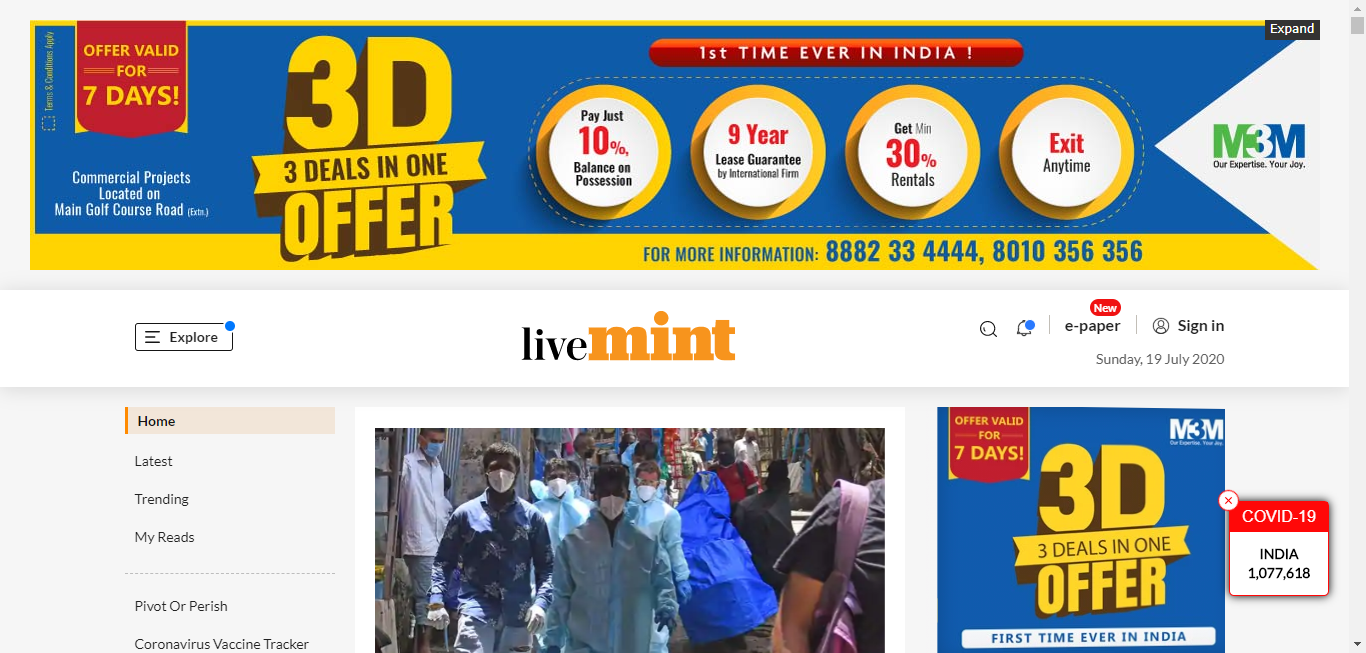 Expand
Terms & Conditions Apply
OFFER VALID
FOR
7 DAYS!
Commercial Projects
Located on
Main Golf Course Road (Extn.)
3D
3 DEALS IN ONE
OFFER
1st TIME EVER IN INDIA !
Pay Just
10%,
Balance on
Possession
9 Year
Lease Guarantee
by International Firm
Get Min
30%
Rentals
Exit
Anytime
M3M
Our Expertise. Your Joy.
FOR MORE INFORMATION: 8882 33 4444, 8010 356 356
Explore
livemint
New
e-paper
Sign in
Sunday, 19 July 2020
Home
Latest
Trending
My Reads
Pivot Or Perish
Coronavirus Vaccine Tracker
OFFER VALID
FOR
7 DAYS!
M3M
Our Expertise. Your Joy.
3D
3 DEALS IN ONE
OFFER
FIRST TIME EVER IN INDIA
COVID-19
INDIA
1,077,618